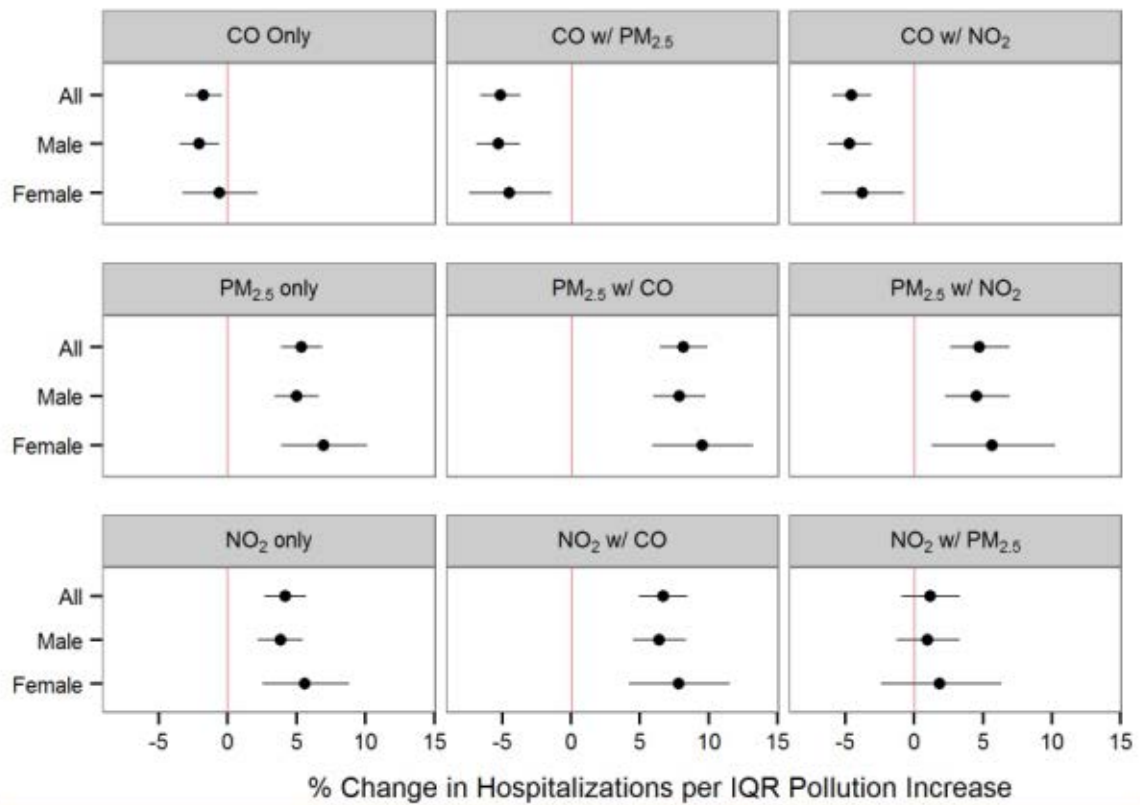 CO Only
CO w/ PM₂.₅
CO w/ NO₂
All
Male
Female
PM₂.₅ only
PM₂.₅ w/ CO
PM₂.₅ w/ NO₂
All
Male
Female
NO₂ only
NO₂ w/ CO
NO₂ w/ PM₂.₅
All
Male
Female
-5 0 5 10 15 -5 0 5 10 15 -5 0 5 10 15
% Change in Hospitalizations per IQR Pollution Increase